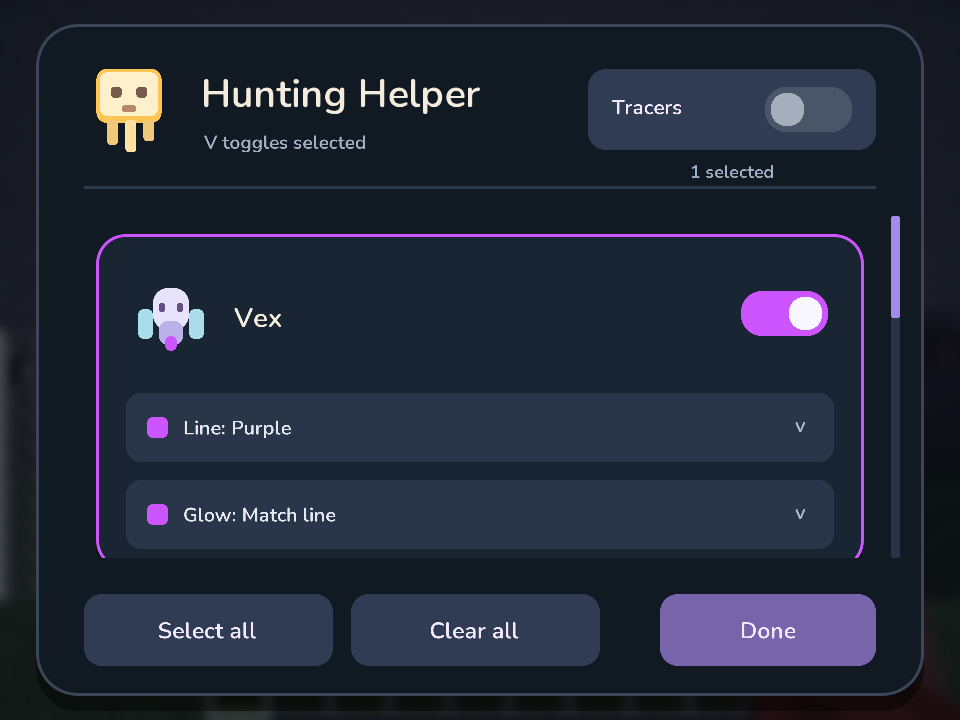 Hunting Helper
V toggles selected
Tracers
1 selected
Vex
Line: Purple
v
Glow: Match line
v
Select all
Clear all
Done